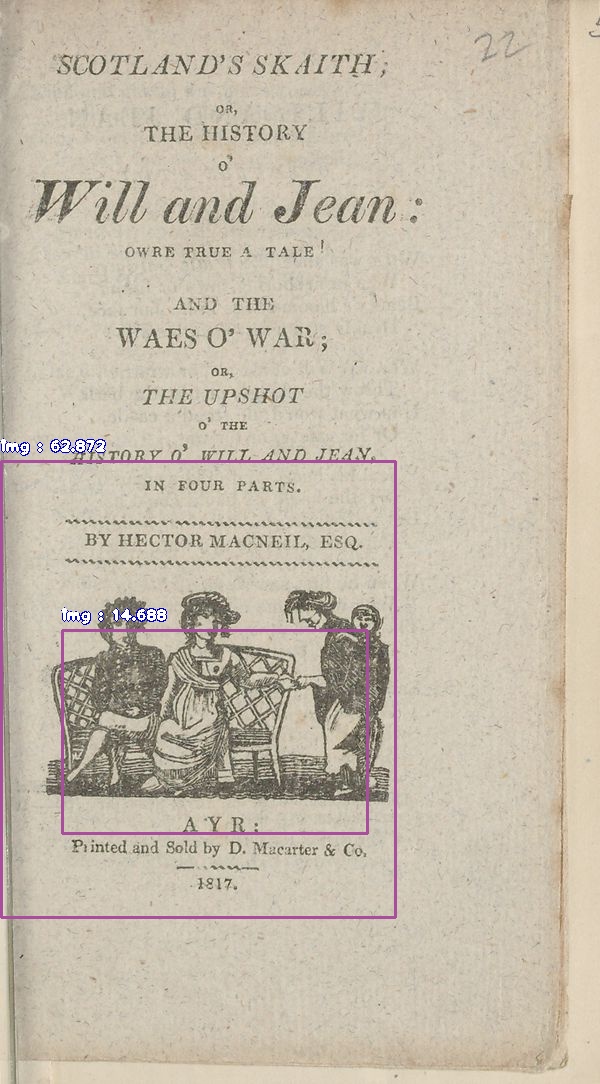 22
SCOTLAND'S SKAITH;
OR,
THE HISTORY
O'
Will and Jean:
OWRE TRUE A TALE!
AND THE
WAES O' WAR;
OR,
THE UPSHOT
O' THE
img : 62.872
HISTORY O' WILL AND JEAN.
IN FOUR PARTS.
BY HECTOR MACNEIL, ESQ.
img : 14.688
AYR:
Printed and Sold by D. Macarter & Co.
1817.